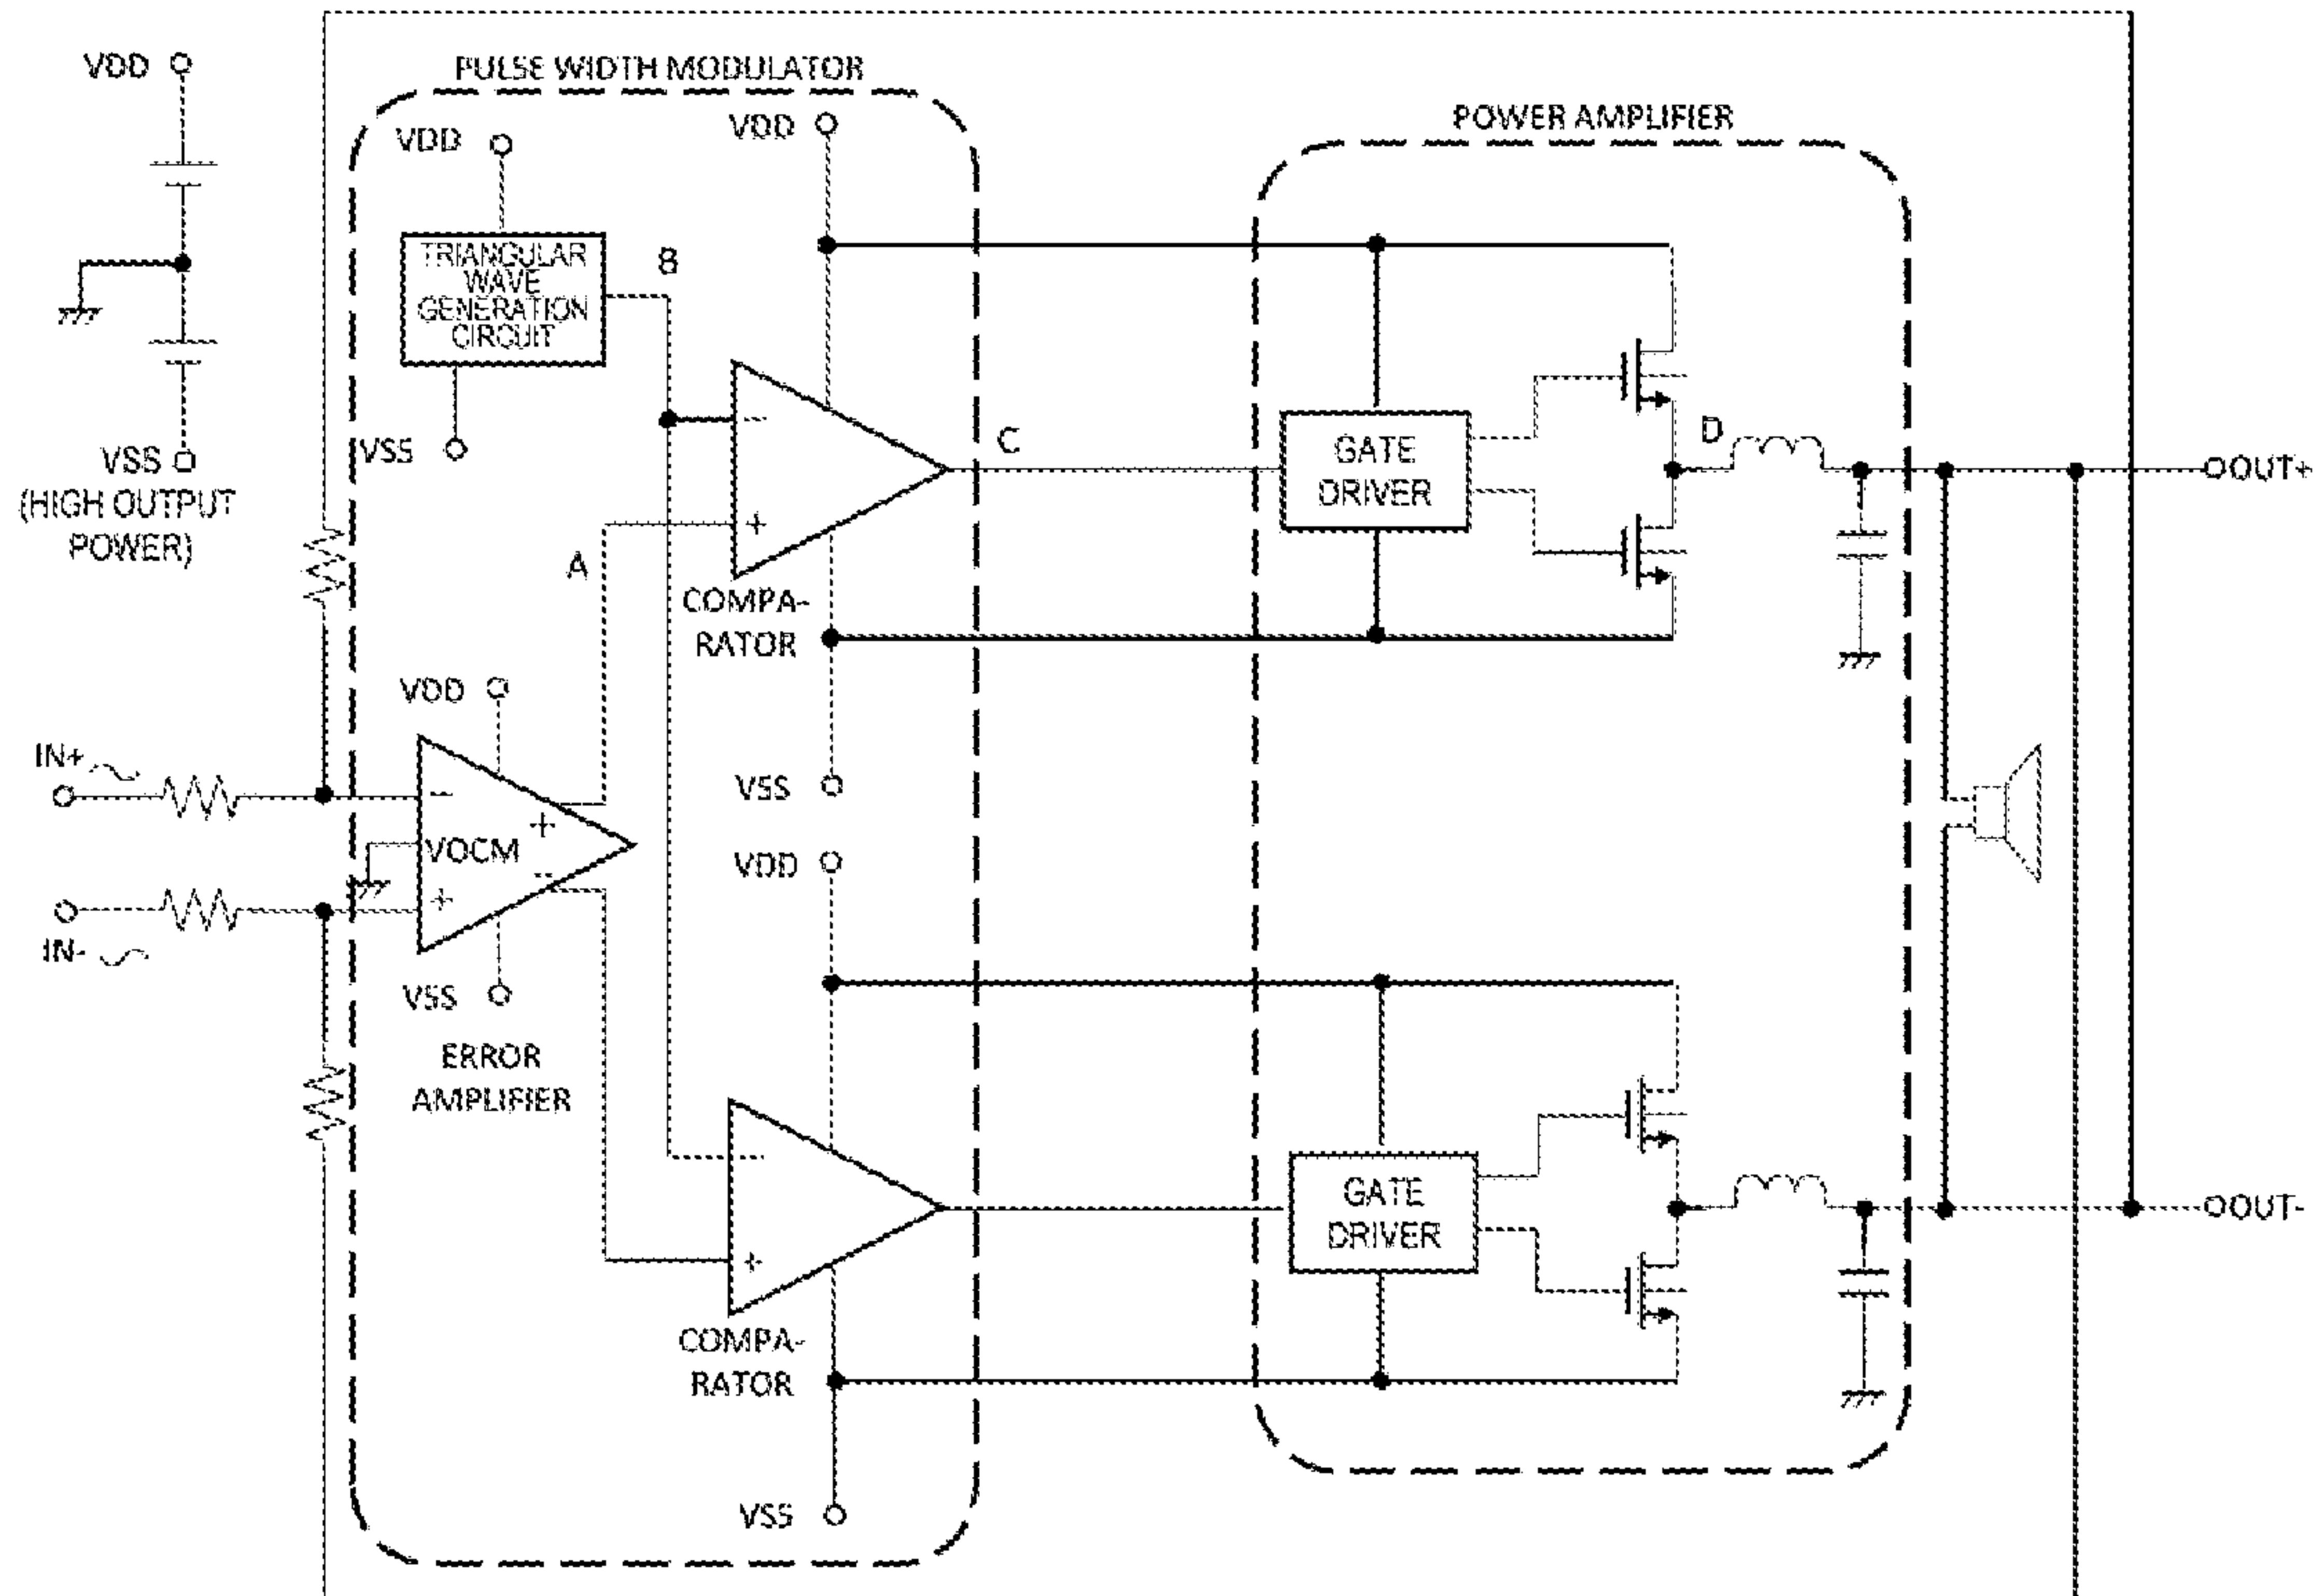 PULSE WIDTH MODULATOR
POWER AMPLIFIER
VDD
VSS
(HIGH OUTPUT
POWER)
VDD
TRIANGULAR
WAVE
GENERATION
CIRCUIT
VSS
B
VDD
-
+
COMPA-
RATOR
VSS
A
C
GATE
DRIVER
D
OUT+
IN+
IN-
VDD
-
VOCM
+
+
-
VSS
ERROR
AMPLIFIER
VDD
-
+
COMPA-
RATOR
VSS
GATE
DRIVER
OUT-